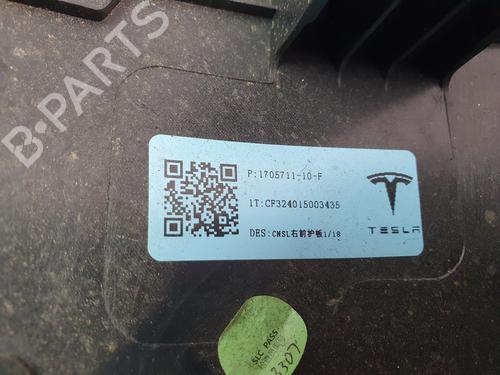 B-PARTS
P:1705711-10-F
1T:CF324015003435
DES:CNSL右前护板1/18
TESLA
SLC PASS
3307